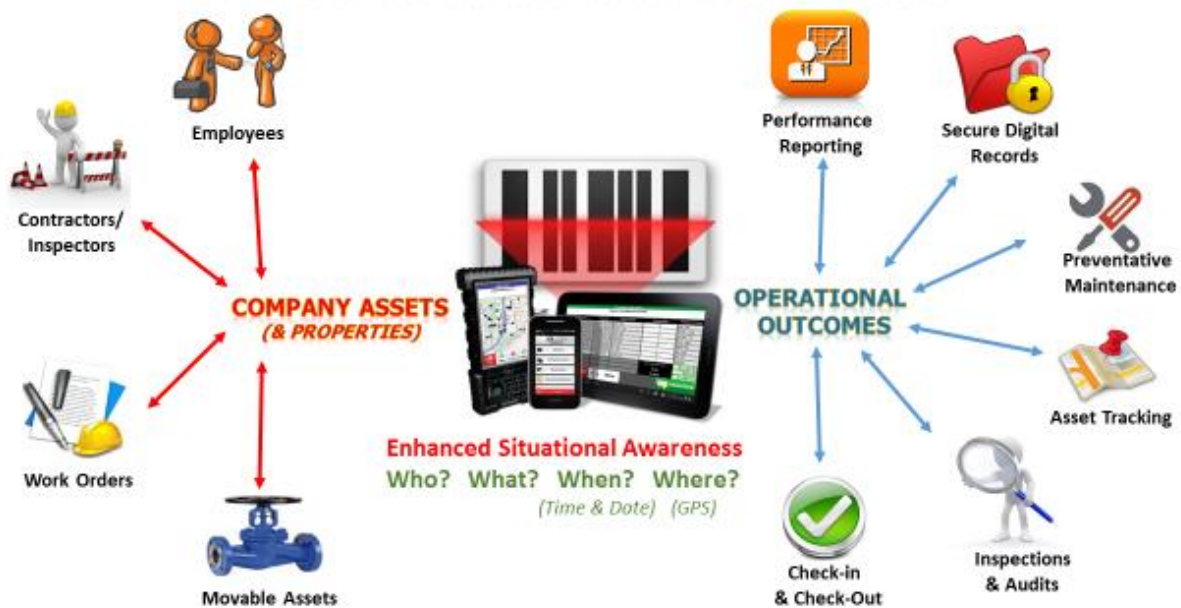 Employees
Contractors/
Inspectors
COMPANY ASSETS
(& PROPERTIES)
Work Orders
Movable Assets
Enhanced Situational Awareness
Who? What? When? Where?
(Time & Date) (GPS)
Performance
Reporting
Secure Digital
Records
Preventative
Maintenance
OPERATIONAL
OUTCOMES
Asset Tracking
Inspections
& Audits
Check-in
& Check-Out